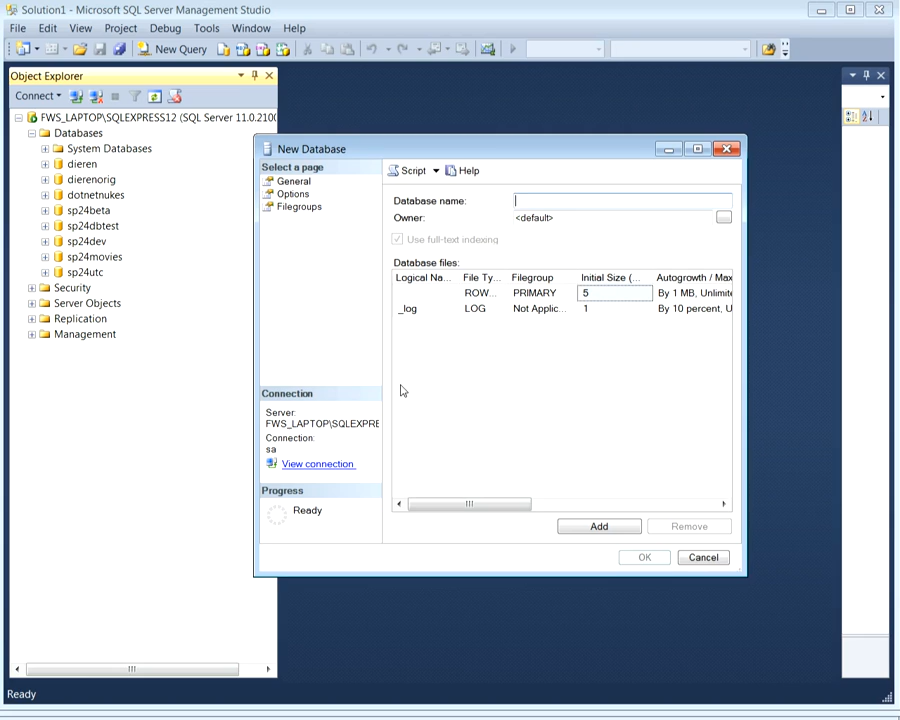 Solution1 - Microsoft SQL Server Management Studio
File Edit View Project Debug Tools Window Help
New Query
Object Explorer
Connect
FWS_LAPTOP\SQLEXPRESS12 (SQL Server 11.0.2100
Databases
System Databases
dieren
dierenorig
dotnetnukes
sp24beta
sp24dbtest
sp24dev
sp24movies
sp24utc
Security
Server Objects
Replication
Management
New Database
Select a page
General
Options
Filegroups
Script Help
Database name:
Owner: <default> ...
Use full-text indexing
Database files:
Logical Na... File Ty... Filegroup Initial Size (... Autogrowth / Max
ROW... PRIMARY 5 By 1 MB, Unlimite
_log LOG Not Applic... 1 By 10 percent, U
Connection
Server:
FWS_LAPTOP\SQLEXPRE
Connection:
sa
View connection
Progress
Ready
Add Remove
OK Cancel
Ready